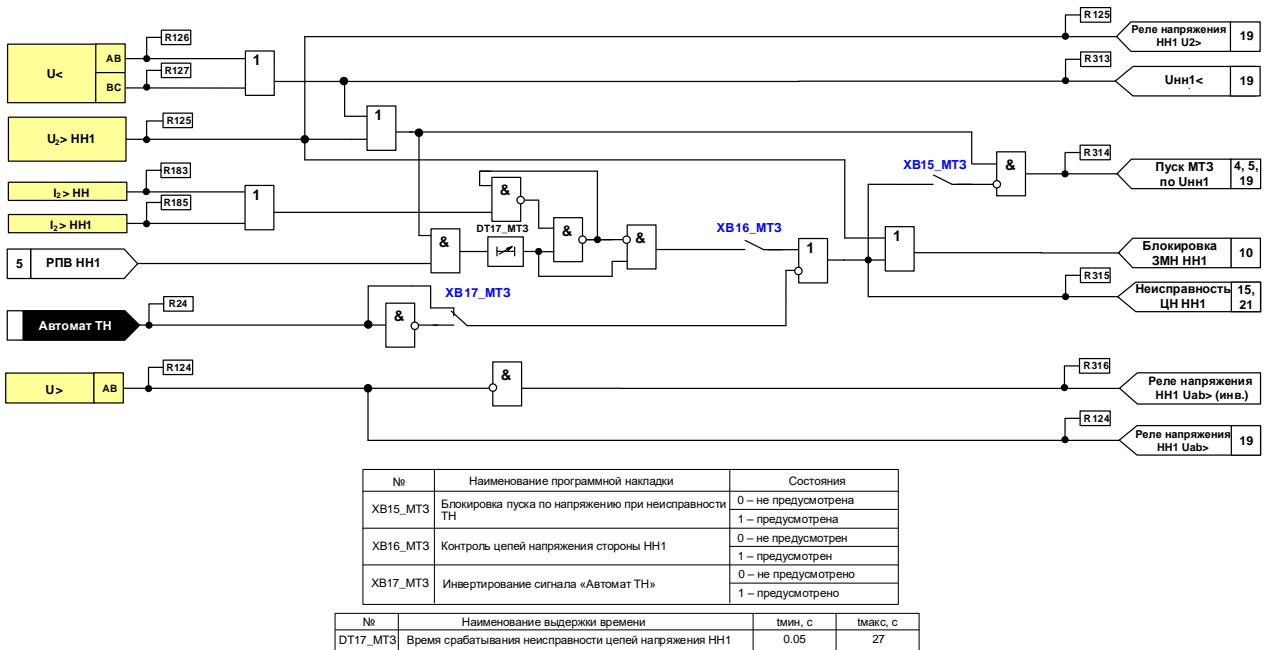 R125
Реле напряжения
НН1 U2>
19
R126
U<
AB
1
R127
BC
R313
Uнн1<
19
R125
U₂> НН1
1
R183
I₂> НН
R185
I₂> НН1
1
&
XB15_МТЗ
&
R314
Пуск МТЗ
по Uнн1
4, 5,
19
DT17_МТЗ
&
&
&
XB16_МТЗ
1
1
Блокировка
ЗМН НН1
10
5
РПВ НН1
R315
Неисправность
ЦН НН1
15,
21
XB17_МТЗ
R24
Автомат ТН
&
R124
U>
AB
&
R316
Реле напряжения
НН1 Uab> (инв.)
R124
Реле напряжения
НН1 Uab>
19
№
Наименование программной накладки
Состояния
XB15_МТЗ
Блокировка пуска по напряжению при неисправности
ТН
0 – не предусмотрена
1 – предусмотрена
XB16_МТЗ
Контроль цепей напряжения стороны НН1
0 – не предусмотрен
1 – предусмотрен
XB17_МТЗ
Инвертирование сигнала «Автомат ТН»
0 – не предусмотрено
1 – предусмотрено
№
Наименование выдержки времени
tмин, с
tмакс, с
DT17_МТЗ
Время срабатывания неисправности цепей напряжения НН1
0.05
27